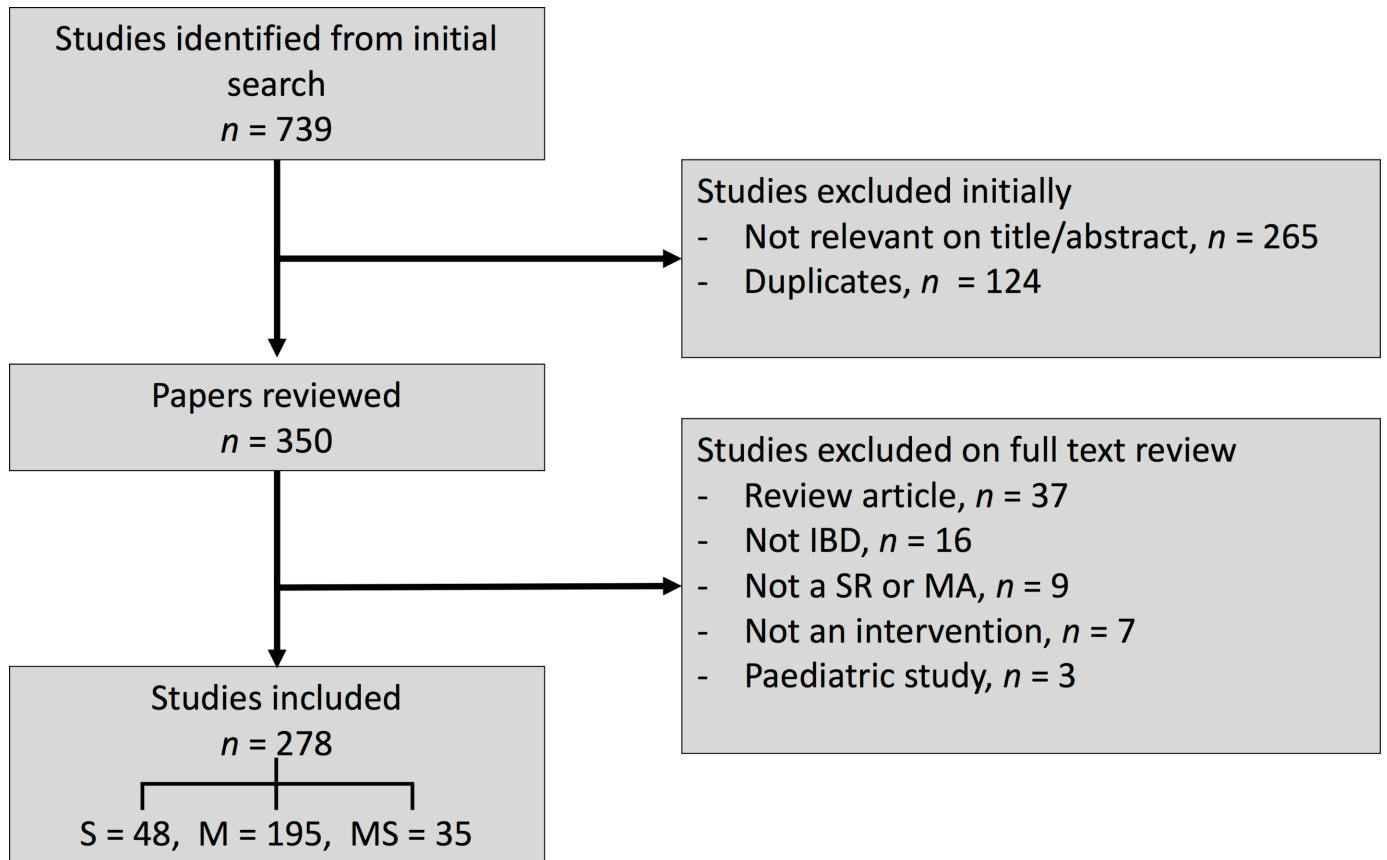 Studies identified from initial
search
n = 739
Studies excluded initially
- Not relevant on title/abstract, n = 265
- Duplicates, n  = 124
Papers reviewed
n = 350
Studies excluded on full text review
- Review article, n = 37
- Not IBD, n = 16
- Not a SR or MA, n = 9
- Not an intervention, n = 7
- Paediatric study, n = 3
Studies included
n = 278
S = 48,  M = 195,  MS = 35